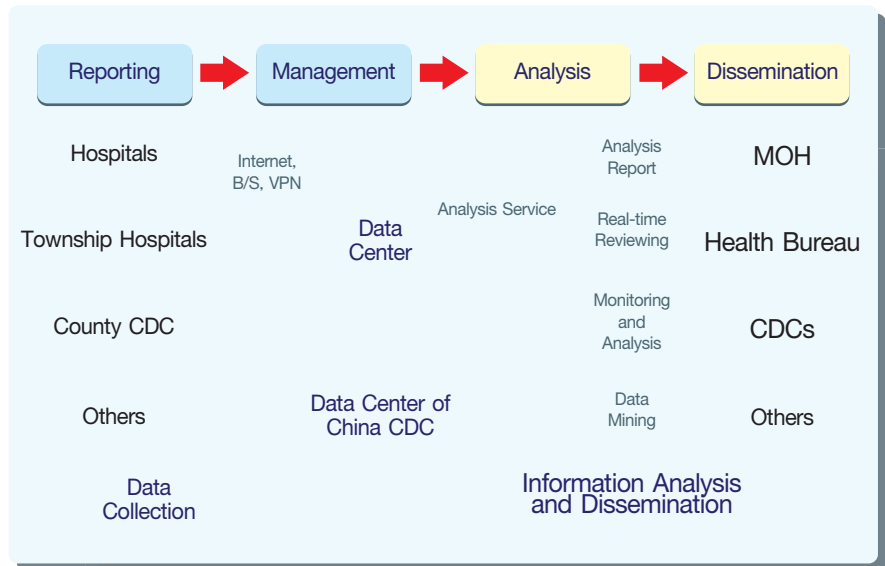 Reporting
Management
Analysis
Dissemination
Hospitals
Internet,
B/S, VPN
Analysis
Report
MOH
Township Hospitals
Data
Center
Analysis Service
Real-time
Reviewing
Health Bureau
County CDC
Monitoring
and
Analysis
CDCs
Others
Data Center of
China CDC
Data
Mining
Others
Data
Collection
Information Analysis
and Dissemination